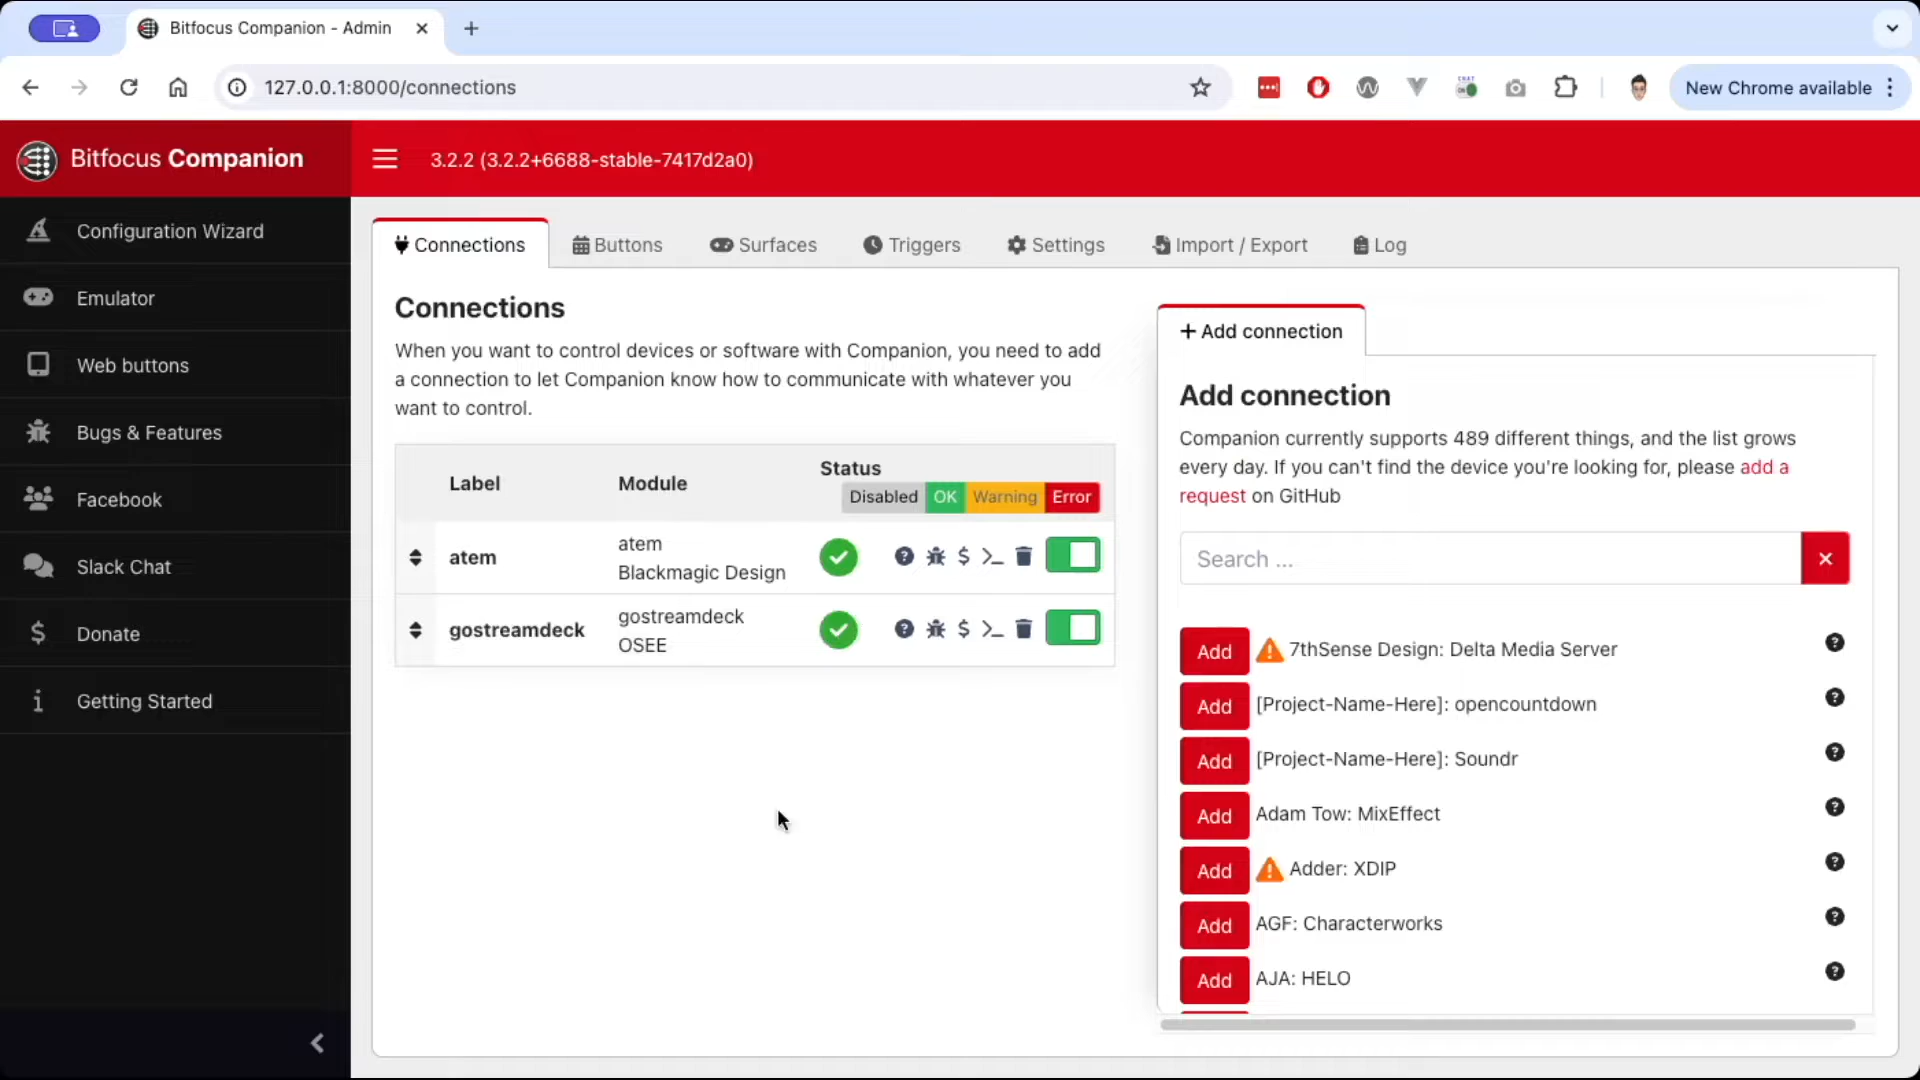 Bitfocus Companion - Admin
127.0.0.1:8000/connections
New Chrome available
Bitfocus Companion
3.2.2 (3.2.2+6688-stable-7417d2a0)
Configuration Wizard
Emulator
Web buttons
Bugs & Features
Facebook
Slack Chat
Donate
Getting Started
Connections
Buttons
Surfaces
Triggers
Settings
Import / Export
Log
Connections
When you want to control devices or software with Companion, you need to add
a connection to let Companion know how to communicate with whatever you
want to control.
Label
Module
Status
Disabled
OK
Warning
Error
atem
atem
Blackmagic Design
gostreamdeck
gostreamdeck
OSEE
+ Add connection
Add connection
Companion currently supports 489 different things, and the list grows
every day. If you can't find the device you're looking for, please add a
request on GitHub
Search ...
Add
7thSense Design: Delta Media Server
Add
[Project-Name-Here]: opencountdown
Add
[Project-Name-Here]: Soundr
Add
Adam Tow: MixEffect
Add
Adder: XDIP
Add
AGF: Characterworks
Add
AJA: HELO